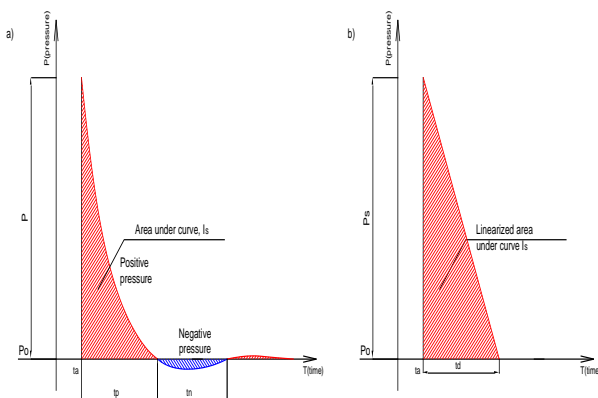 a)
P(pressure)
P
Area under curve, Is
Positive
pressure
Negative
pressure
Po
ta
T(time)
tp
tn
b)
P(pressure)
Ps
Linearized area
under curve Is
Po
ta
td
T(time)